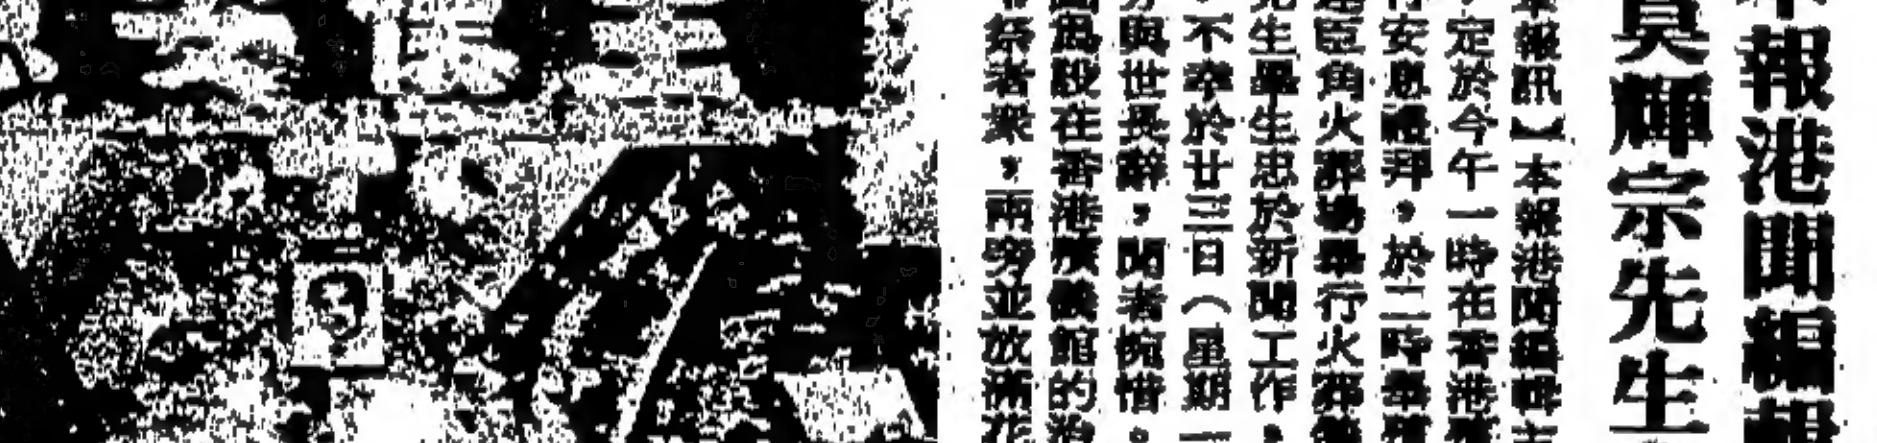 報港聞編輯
莫輝宗先生
本報訊】本報港聞編輯
定於今午一時在香港
安息禮拜，於二時舉
角火葬場舉行火葬
先生畢生忠於新聞工作，
不幸於廿三日（星期一
與世長辭，聞者惋惜。
設在香港殯儀館的
祭者衆，兩旁並放滿花